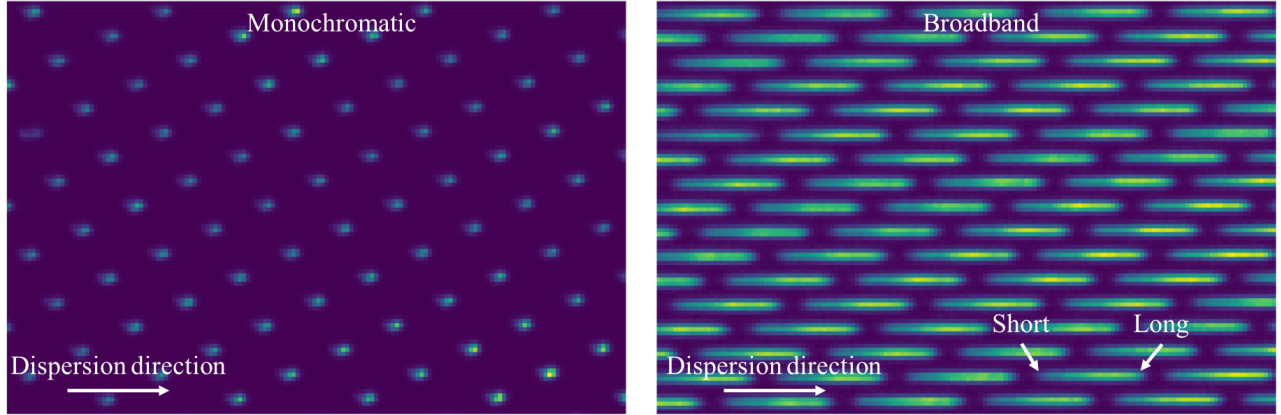 Monochromatic
Dispersion direction
Broadband
Short
Long
Dispersion direction